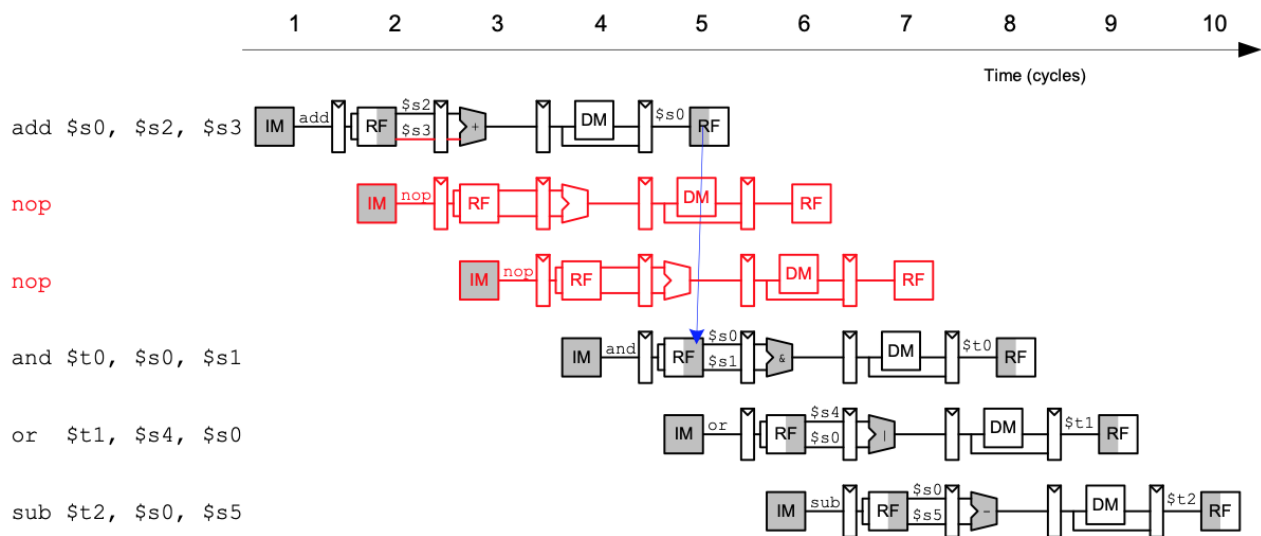 1 2 3 4 5 6 7 8 9 10
Time (cycles)
add $s0, $s2, $s3 IM add RF $s2 $s3 + DM $s0 RF
nop IM nop RF DM RF
nop IM nop RF DM RF
and $t0, $s0, $s1 IM and RF $s0 $s1 & DM $t0 RF
or $t1, $s4, $s0 IM or RF $s4 $s0 | DM $t1 RF
sub $t2, $s0, $s5 IM sub RF $s0 $s5 - DM $t2 RF